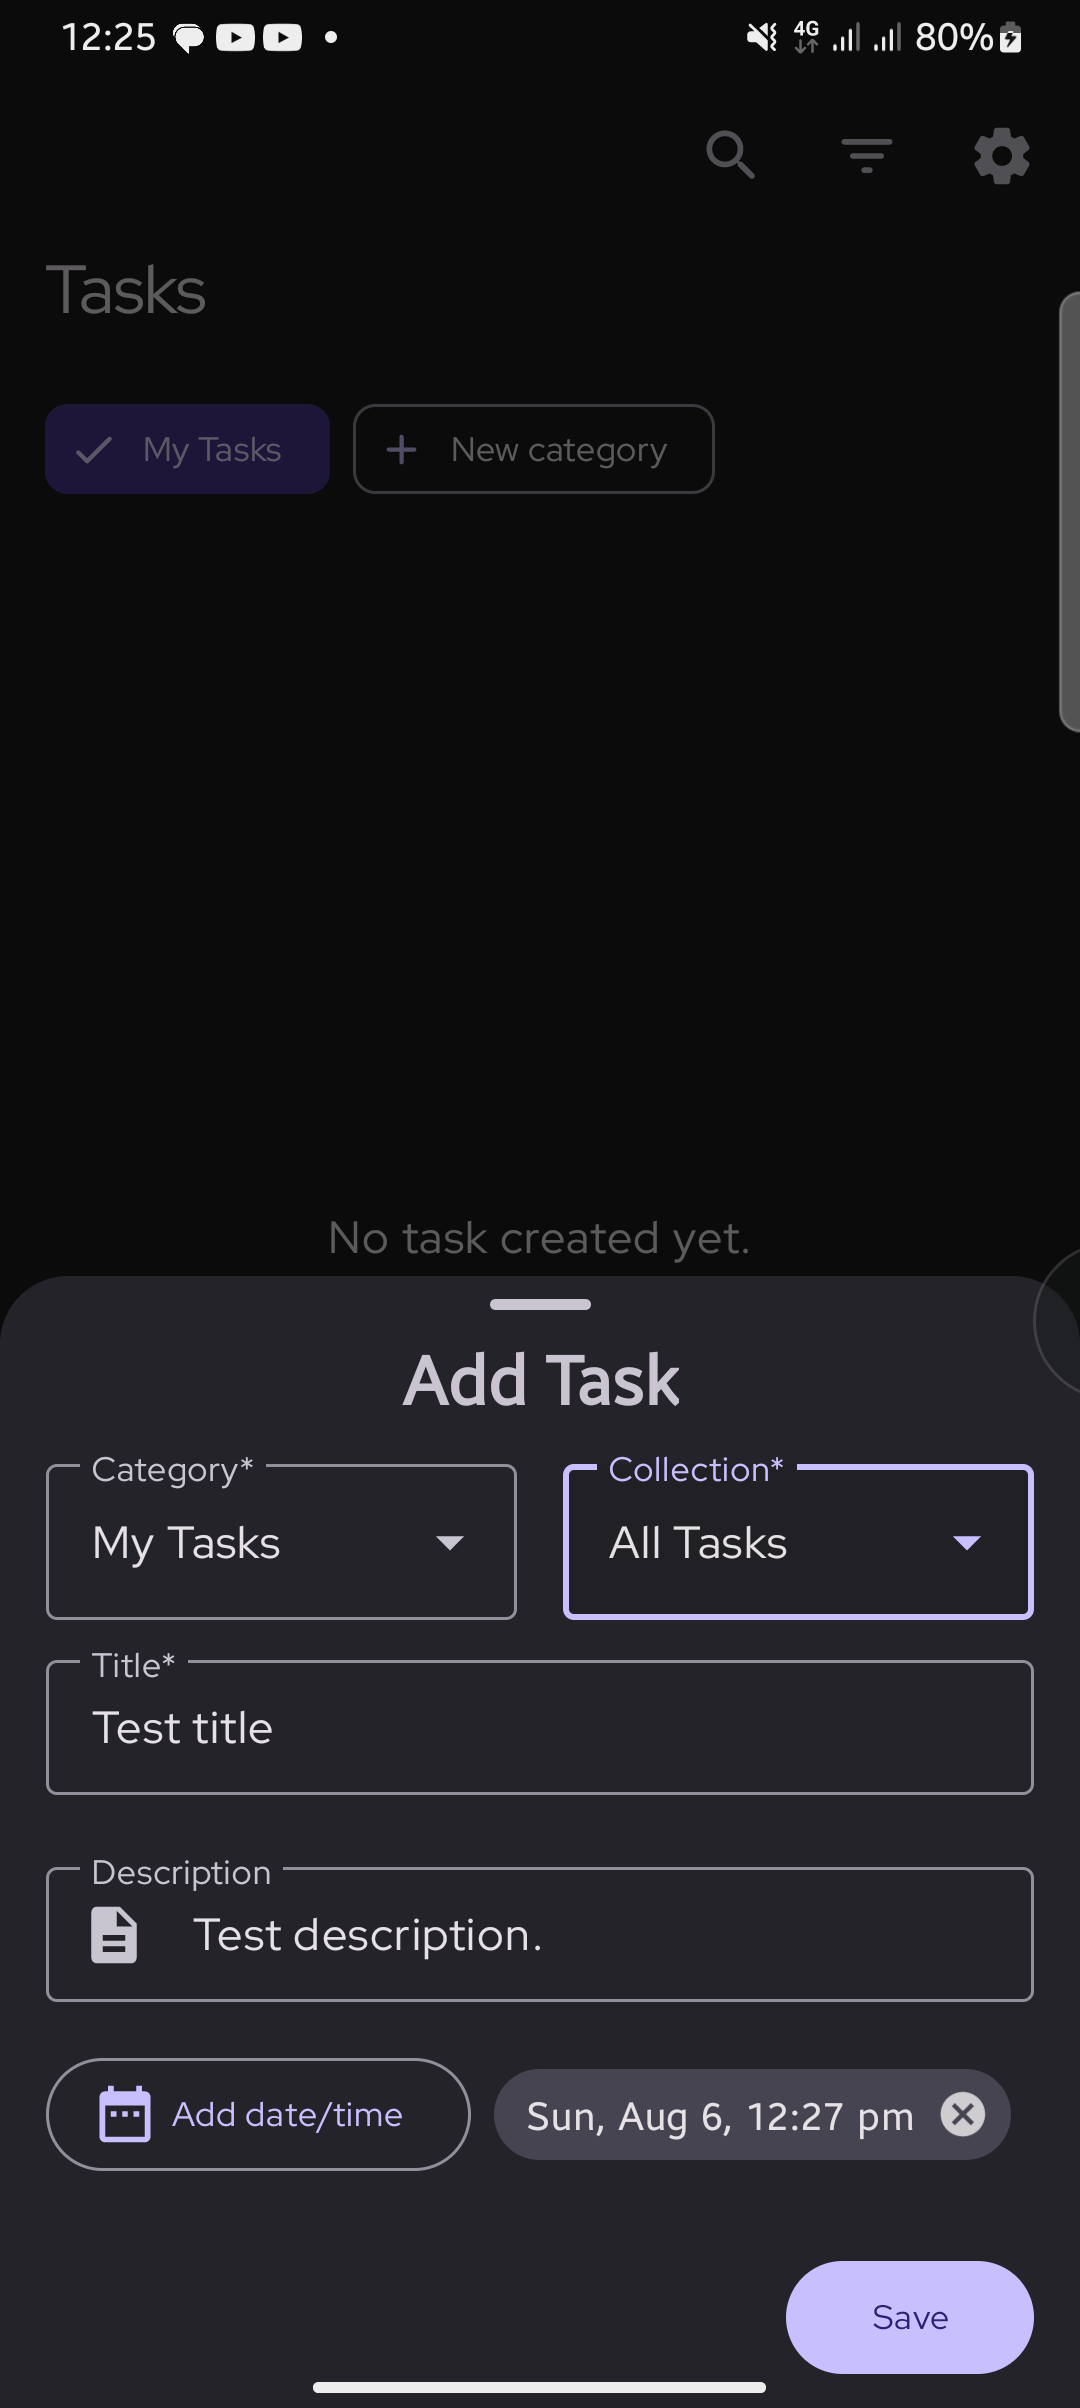 12:25 4G 80%
Tasks
My Tasks New category
No task created yet.
Add Task
Category* Collection*
My Tasks All Tasks
Title*
Test title
Description
Test description.
Add date/time Sun, Aug 6, 12:27 pm
Save